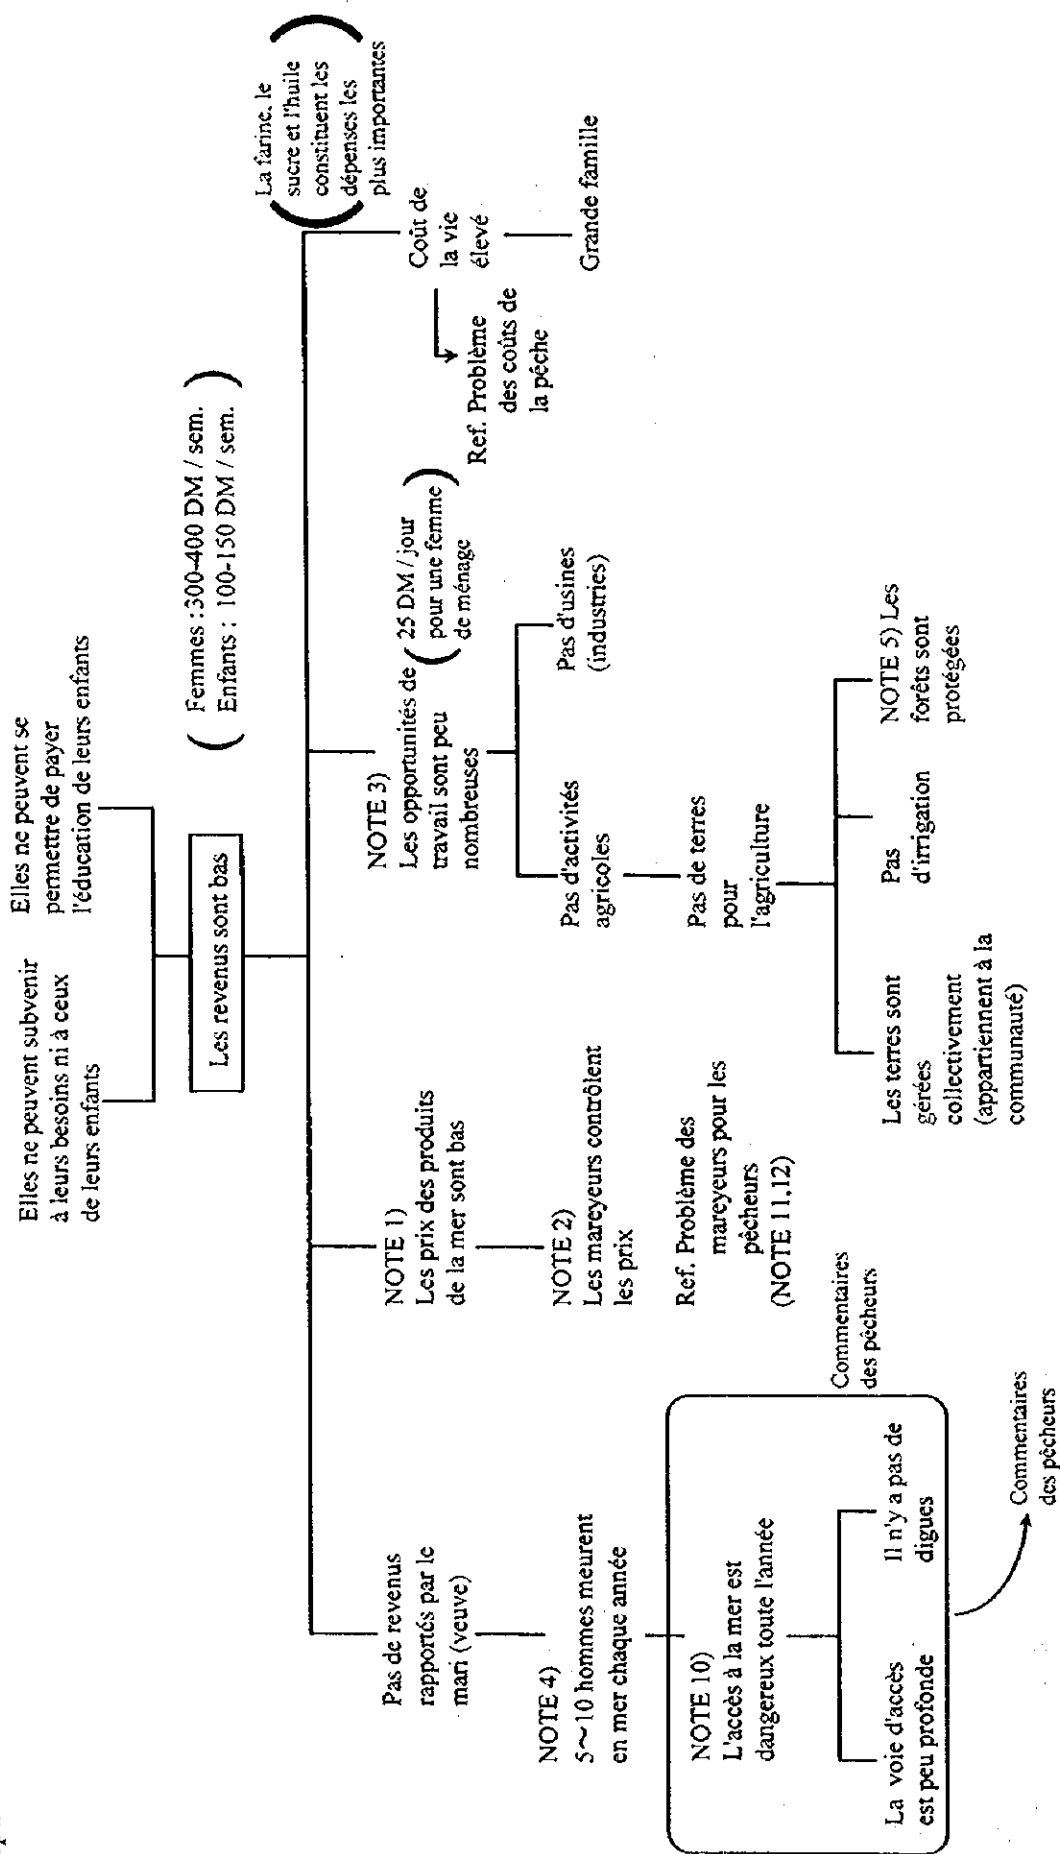 Elles ne peuvent subvenir
à leurs besoins ni à ceux
de leurs enfants
Elles ne peuvent se
permettre de payer
l'éducation de leurs enfants
Les revenus sont bas
( Femmes : 300-400 DM / sem. )
Enfants : 100-150 DM / sem.
Pas de revenus
rapportés par le
mari (veuve)
NOTE 4)
5~10 hommes meurent
en mer chaque année
NOTE 10)
L'accès à la mer est
dangereux toute l'année
La voie d'accès
est peu profonde
Il n'y a pas de
digues
Commentaires
des pêcheurs
Commentaires
des pêcheurs
NOTE 1)
Les prix des produits
de la mer sont bas
NOTE 2)
Les mareyeurs contrôlent
les prix
Ref. Problème des
mareyeurs pour les
pêcheurs
(NOTE 11,12)
NOTE 3)
Les opportunités de
travail sont peu
nombreuses
( 25 DM / jour
pour une femme
de ménage )
Pas d'activités
agricoles
Pas d'usines
(industries)
Pas de terres
pour
l'agriculture
Les terres sont
gérées
collectivement
(appartiennent à la
communauté)
Pas
d'irrigation
NOTE 5) Les
forêts sont
protégées
( La farine, le
sucre et l'huile
constituent les
dépenses les
plus importantes )
Coût de
la vie
élevé
Ref. Problème
des coûts de
la pêche
Grande famille